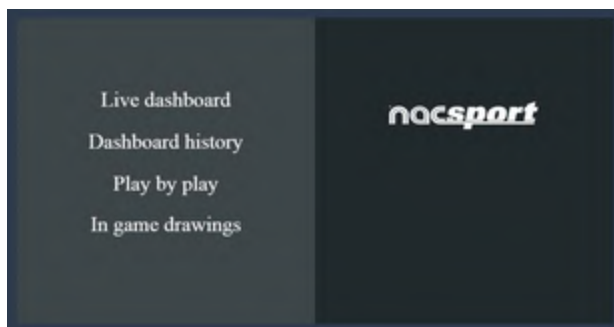 Live dashboard
Dashboard history
Play by play
In game drawings
nacsport